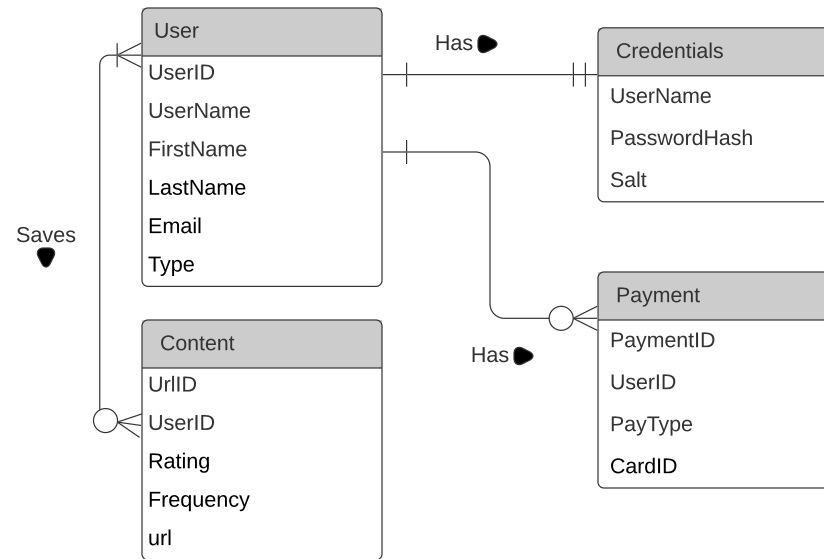 User
UserID
UserName
FirstName
LastName
Email
Type
Has
Credentials
UserName
PasswordHash
Salt
Saves
Content
UrlID
UserID
Rating
Frequency
url
Has
Payment
PaymentID
UserID
PayType
CardID